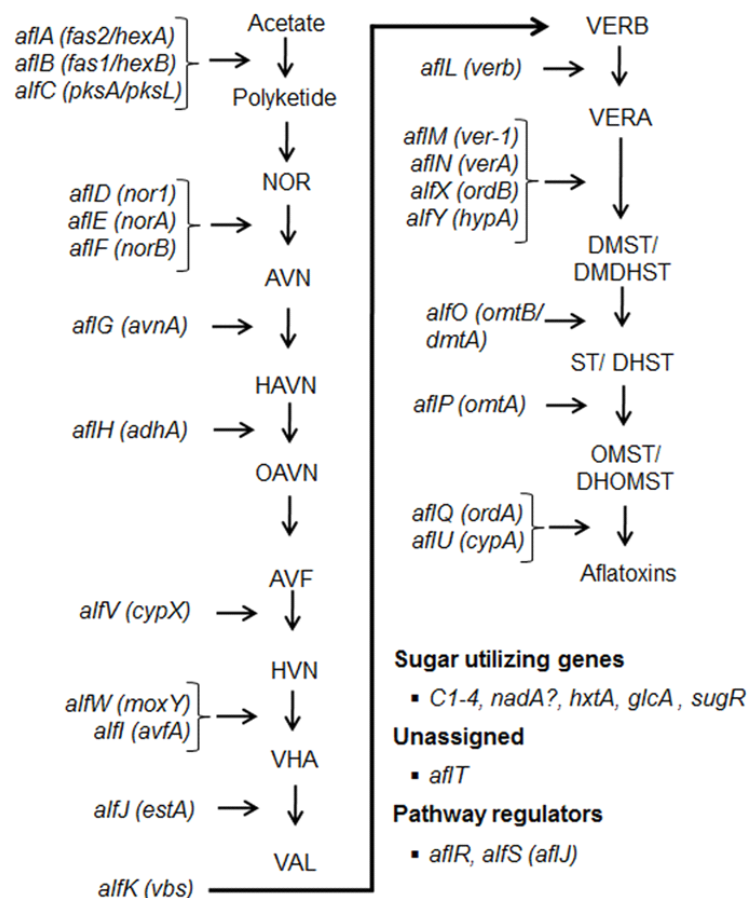 Acetate
aflA (fas2/hexA)
aflB (fas1/hexB)
alfC (pksA/pksL)
Polyketide
NOR
aflD (nor1)
aflE (norA)
aflF (norB)
AVN
aflG (avnA)
HAVN
aflH (adhA)
OAVN
AVF
alfV (cypX)
HVN
alfW (moxY)
alfI (avfA)
VHA
alfJ (estA)
VAL
alfK (vbs)
VERB
aflL (verb)
VERA
aflM (ver-1)
aflN (verA)
alfX (ordB)
alfY (hypA)
DMST/
DMDHST
alfO (omtB/
dmtA)
ST/ DHST
aflP (omtA)
OMST/
DHOMST
aflQ (ordA)
aflU (cypA)
Aflatoxins
Sugar utilizing genes
▪ C1-4, nadA?, hxtA, glcA , sugR
Unassigned
▪ aflT
Pathway regulators
▪ aflR, alfS (aflJ)